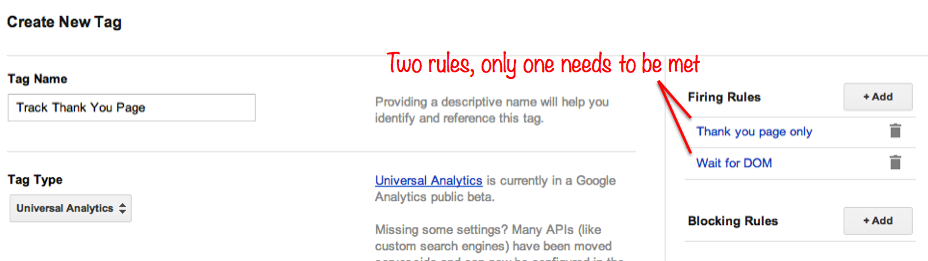 Create New Tag
Two rules, only one needs to be met
Tag Name
Track Thank You Page
Providing a descriptive name will help you
identify and reference this tag.
Firing Rules
+ Add
Thank you page only
Wait for DOM
Tag Type
Universal Analytics
Universal Analytics is currently in a Google
Analytics public beta.
Missing some settings? Many APIs (like
custom search engines) have been moved
Blocking Rules
+ Add